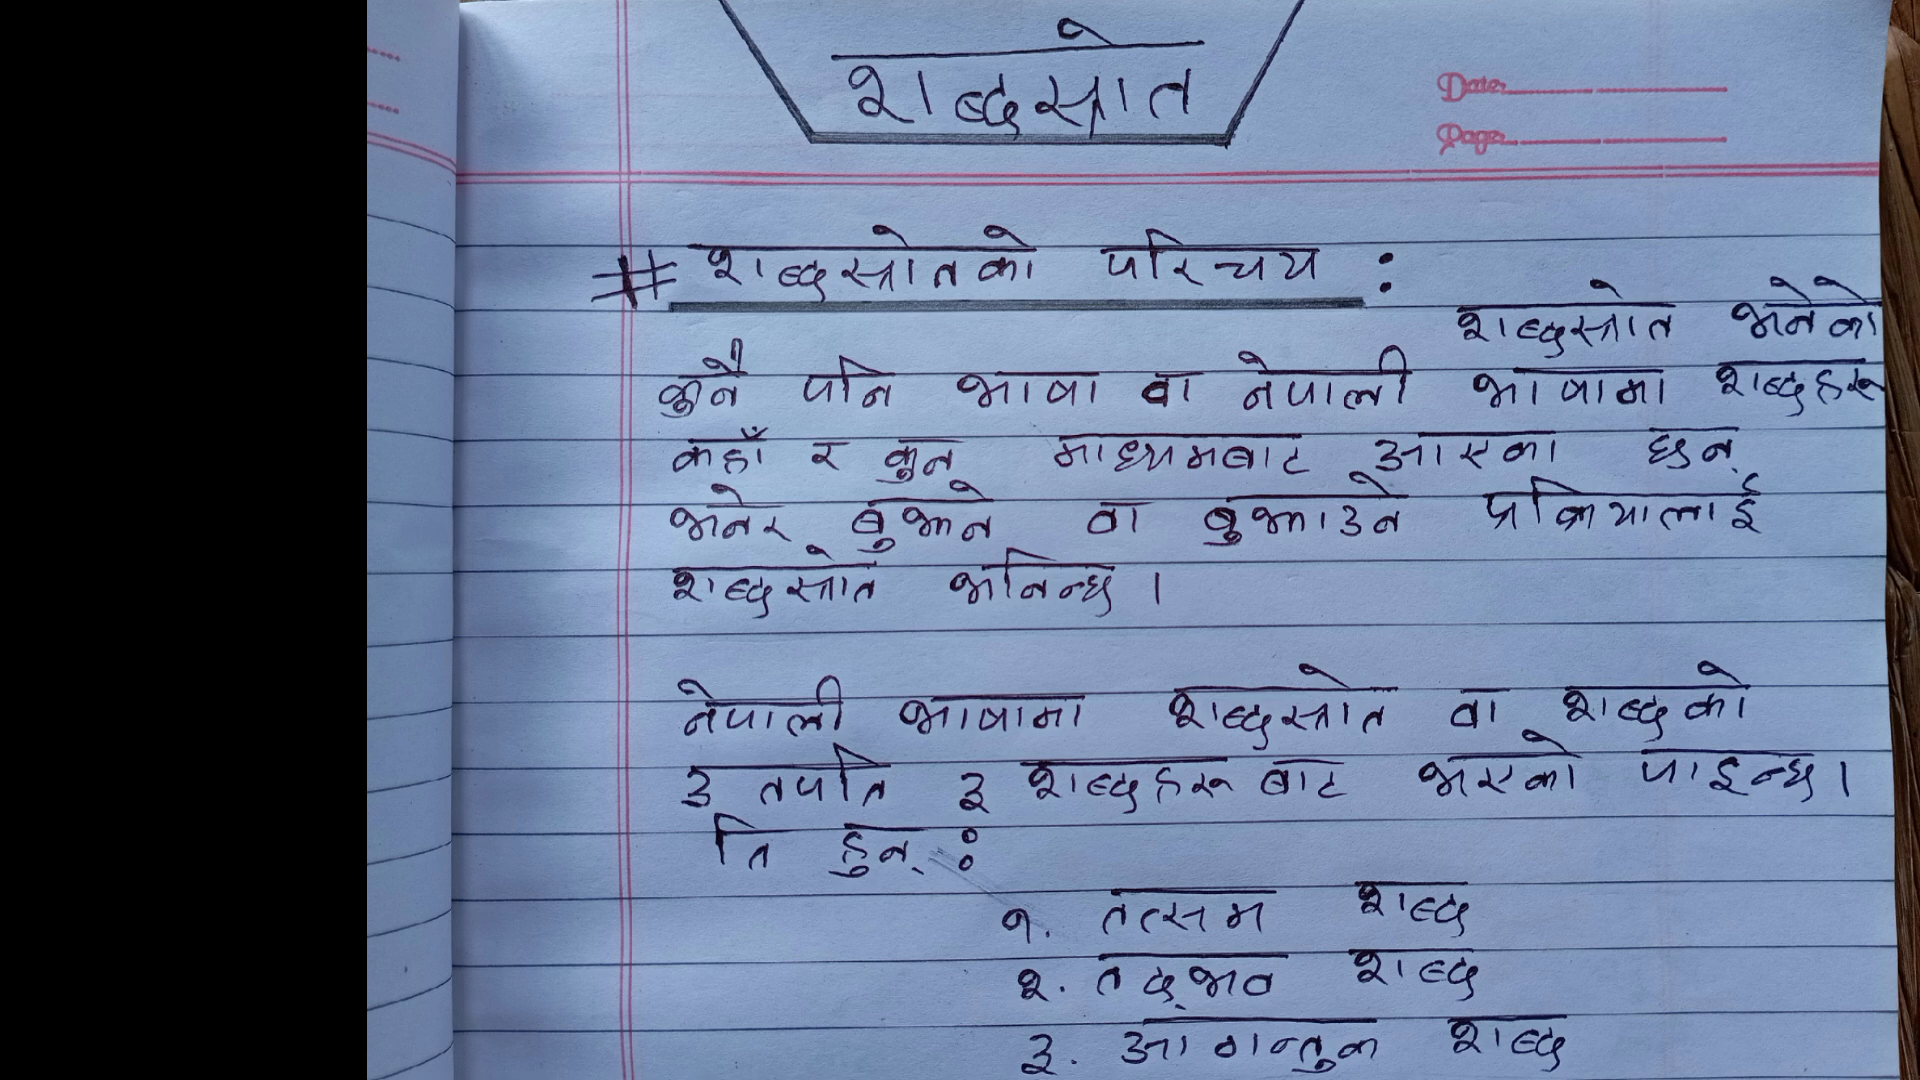 शब्दस्रोत
Date:
Page:
# शब्दस्रोतको परिचय :
शब्दस्रोत भनेको
कुनै पनि भाषा वा नेपाली भाषामा शब्दहरू
कहाँ र कुन माध्यमबाट आएका छन्
भनेर बुझ्ने वा बुझाउने प्रक्रियालाई
शब्दस्रोत भनिन्छ ।
नेपाली भाषामा शब्दस्रोत वा शब्दको
उतपति ३ शब्दहरू बाट भएको पाइन्छ ।
ति हुन् :
१. तत्सम शब्द
२. तद्भव शब्द
३. आगन्तुक शब्द